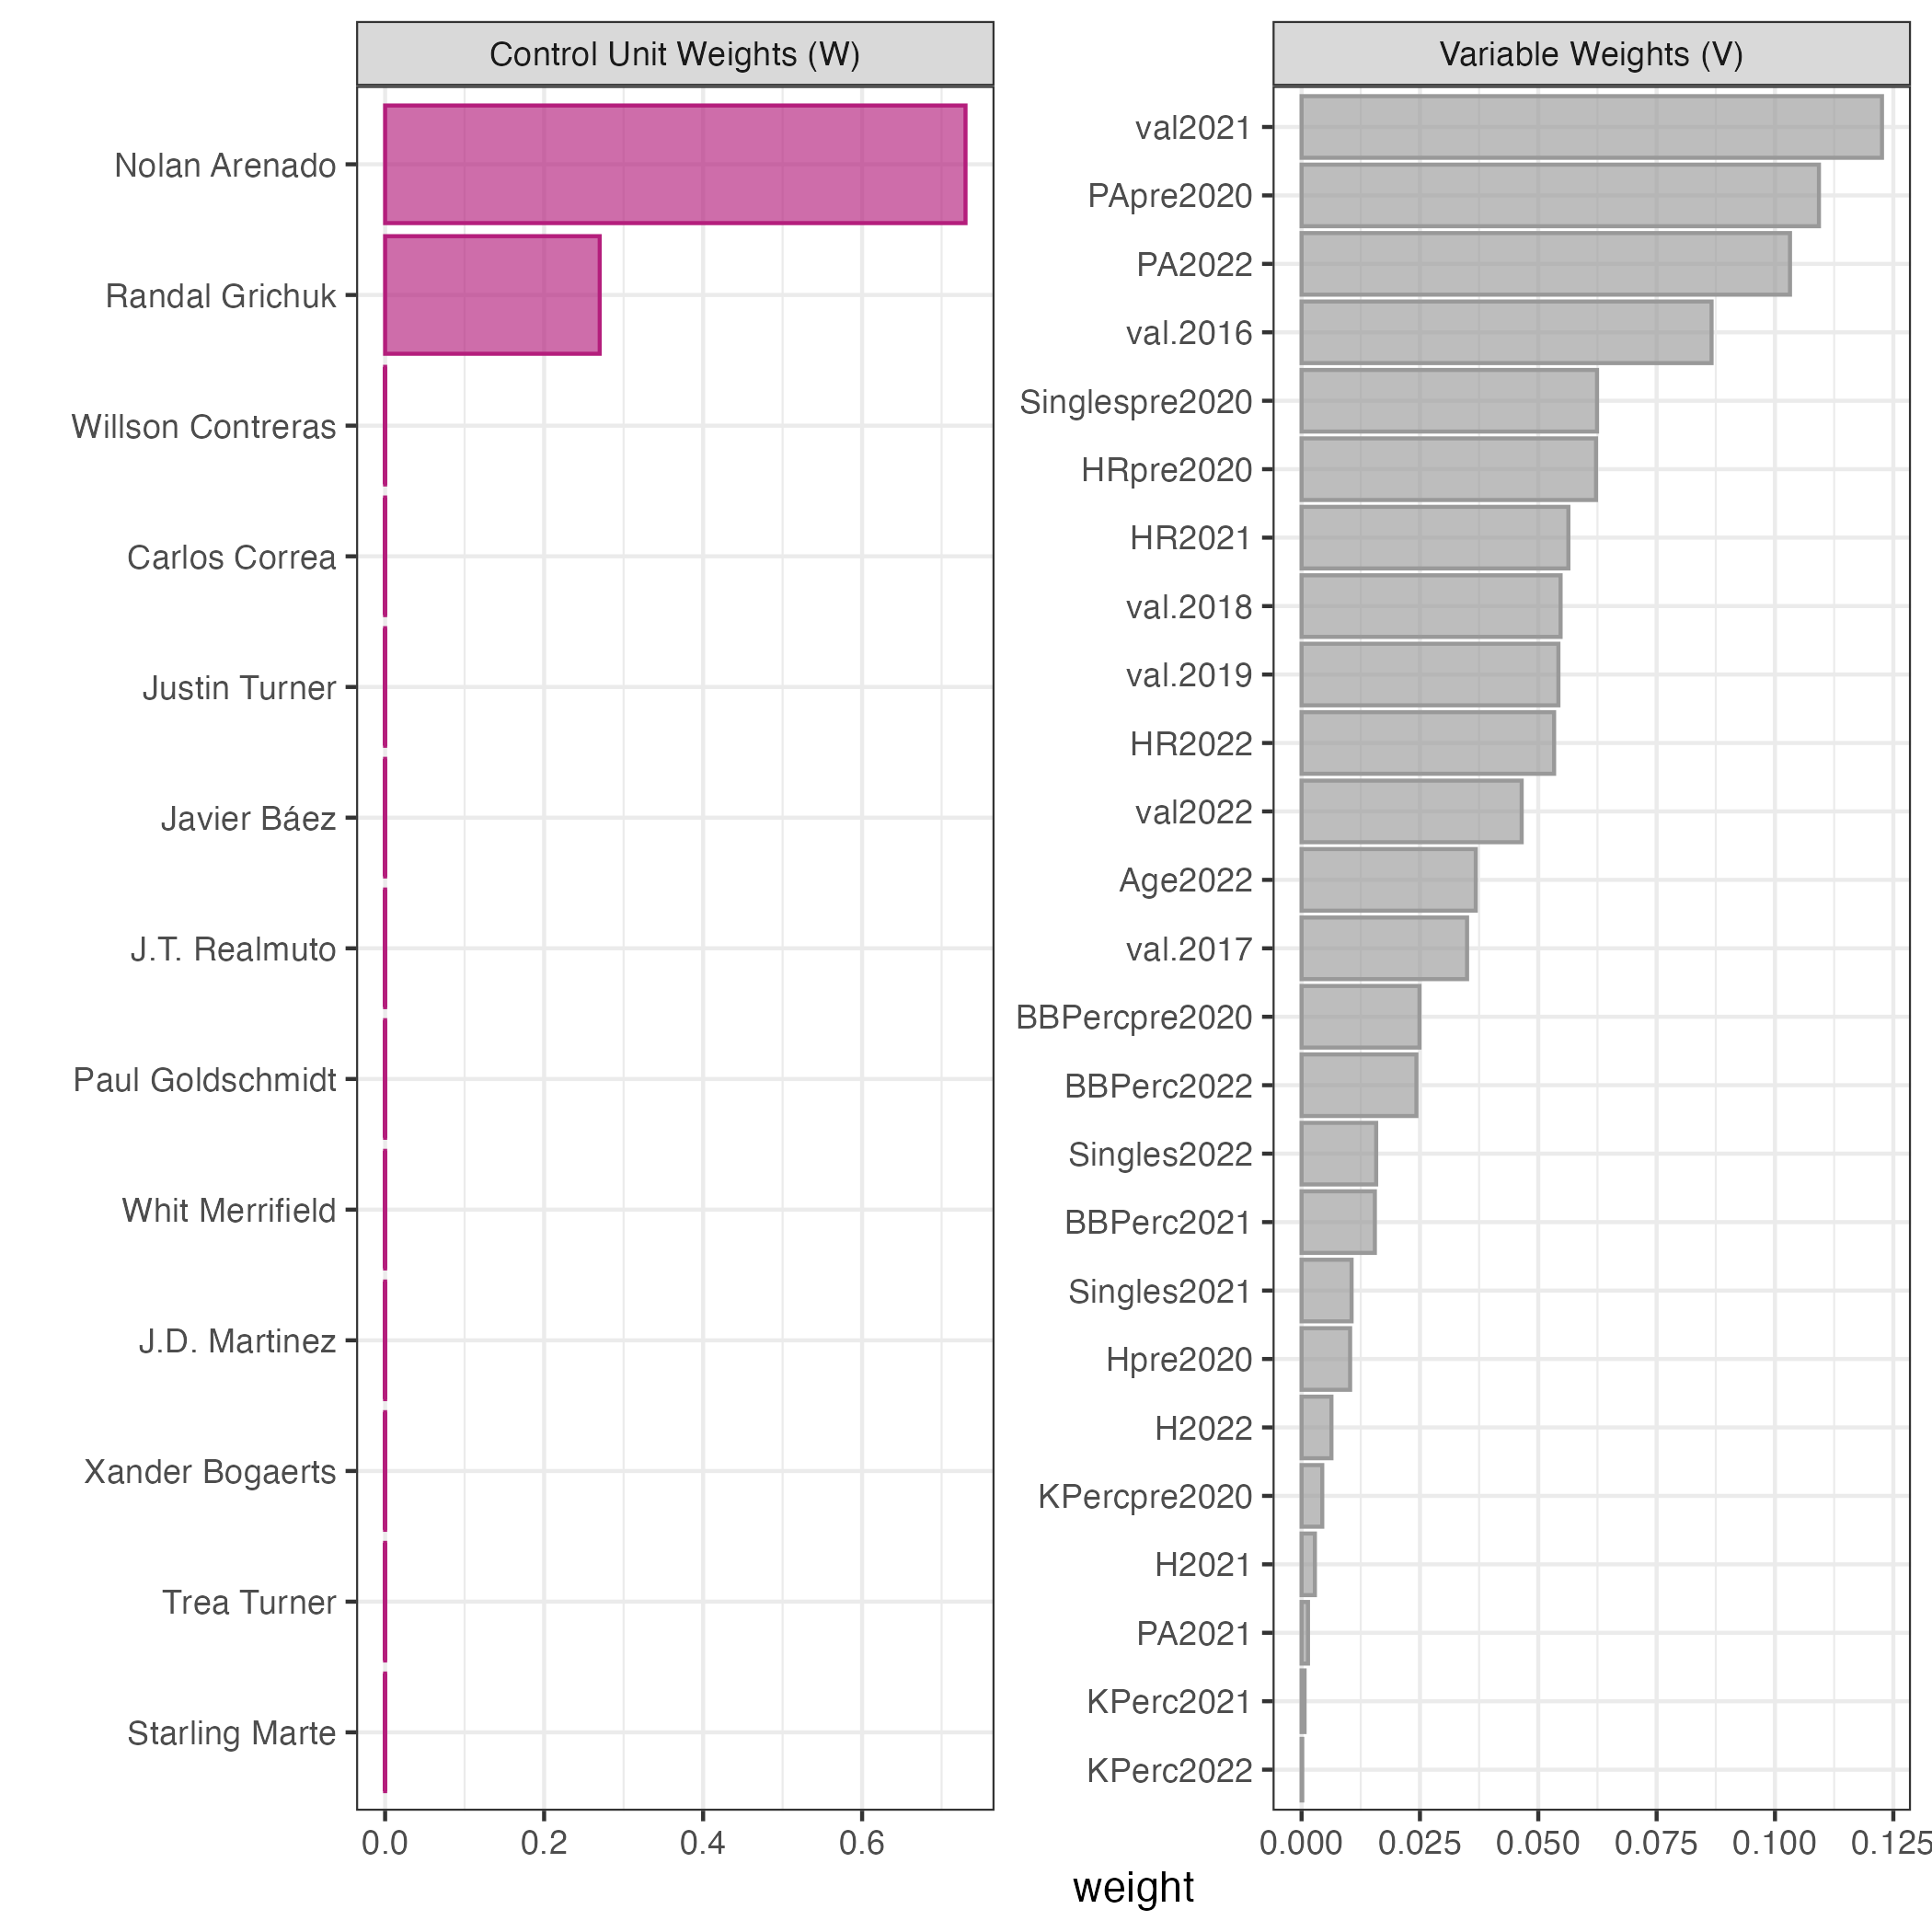 Control Unit Weights (W)
Nolan Arenado
Randal Grichuk
Willson Contreras
Carlos Correa
Justin Turner
Javier Báez
J.T. Realmuto
Paul Goldschmidt
Whit Merrifield
J.D. Martinez
Xander Bogaerts
Trea Turner
Starling Marte
0.0 0.2 0.4 0.6
Variable Weights (V)
val2021
PApre2020
PA2022
val.2016
Singlespre2020
HRpre2020
HR2021
val.2018
val.2019
HR2022
val2022
Age2022
val.2017
BBPercpre2020
BBPerc2022
Singles2022
BBPerc2021
Singles2021
Hpre2020
H2022
KPercpre2020
H2021
PA2021
KPerc2021
KPerc2022
0.000 0.025 0.050 0.075 0.100 0.125
weight